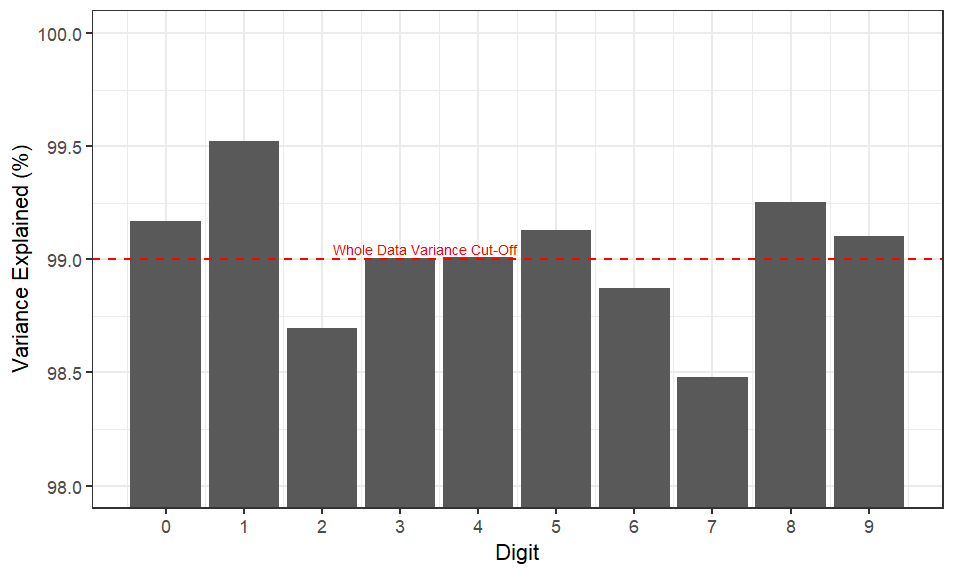 100.0
99.5
99.0
98.5
98.0
Variance Explained (%)
Whole Data Variance Cut-Off
0 1 2 3 4 5 6 7 8 9
Digit